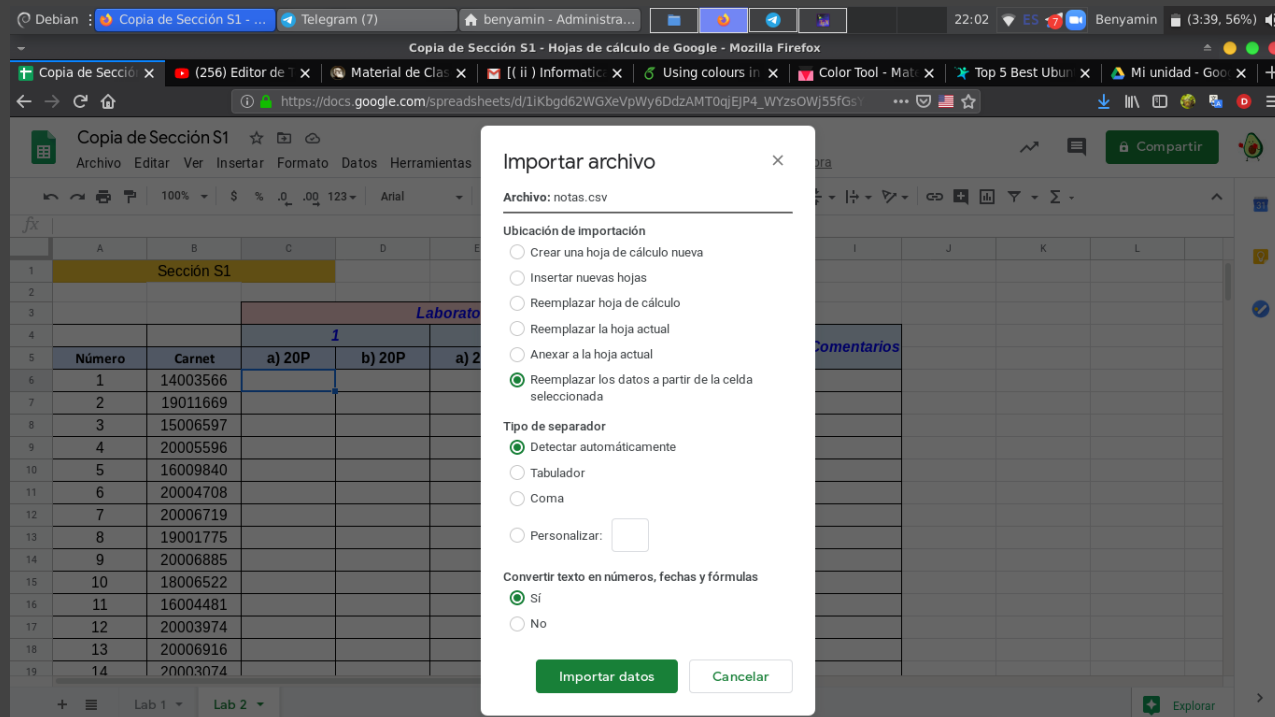 Debian
Copia de Sección S1 - ...
Telegram (7)
benyamin - Administra...
22:02
ES
7
Benyamin
(3:39, 56%)
Copia de Sección S1 - Hojas de cálculo de Google - Mozilla Firefox
Copia de Sección
(256) Editor de T
Material de Clas
[( ii ) Informatica
Using colours in
Color Tool - Mate
Top 5 Best Ubun
Mi unidad - Goo
https://docs.google.com/spreadsheets/d/1iKbgd62WGXeVpWy6DdzAMT0qjEJP4_WYzsOWj55fGsY
Copia de Sección S1
Archivo Editar Ver Insertar Formato Datos Herramientas
Compartir
100% $ % .0 .00 123 Arial
fx
A B C D E I J K L
1 Sección S1
2
3 Laborato
4 1
Comentarios
5 Número Carnet a) 20P b) 20P a) 2
6 1 14003566
7 2 19011669
8 3 15006597
9 4 20005596
10 5 16009840
11 6 20004708
12 7 20006719
13 8 19001775
14 9 20006885
15 10 18006522
16 11 16004481
17 12 20003974
18 13 20006916
19 14 20003074
Lab 1
Lab 2
Explorar
Importar archivo
Archivo: notas.csv
Ubicación de importación
Crear una hoja de cálculo nueva
Insertar nuevas hojas
Reemplazar hoja de cálculo
Reemplazar la hoja actual
Anexar a la hoja actual
Reemplazar los datos a partir de la celda
seleccionada
Tipo de separador
Detectar automáticamente
Tabulador
Coma
Personalizar:
Convertir texto en números, fechas y fórmulas
Sí
No
Importar datos
Cancelar